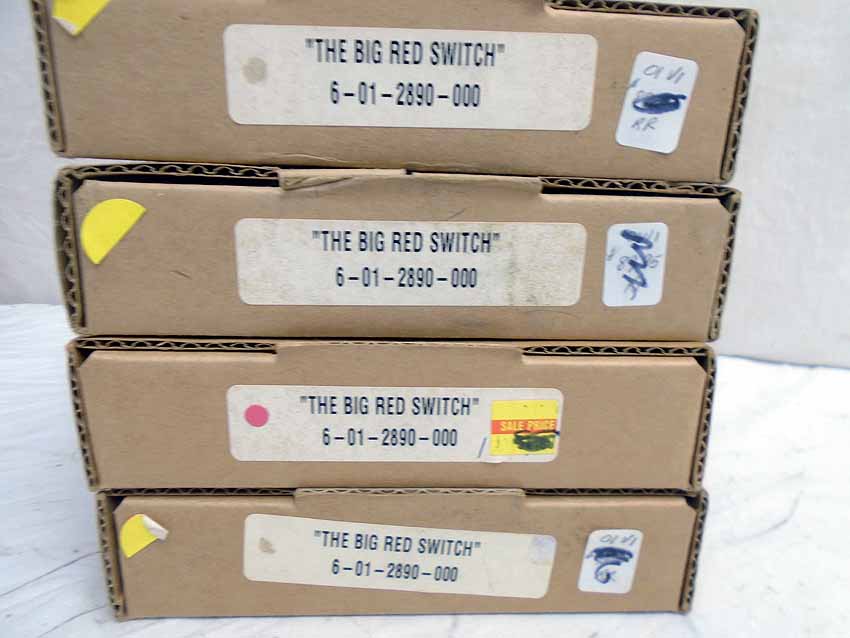 "THE BIG RED SWITCH"
6-01-2890-000
RR
"THE BIG RED SWITCH"
6-01-2890-000
"THE BIG RED SWITCH"
6-01-2890-000
SALE PRICE
"THE BIG RED SWITCH"
6-01-2890-000